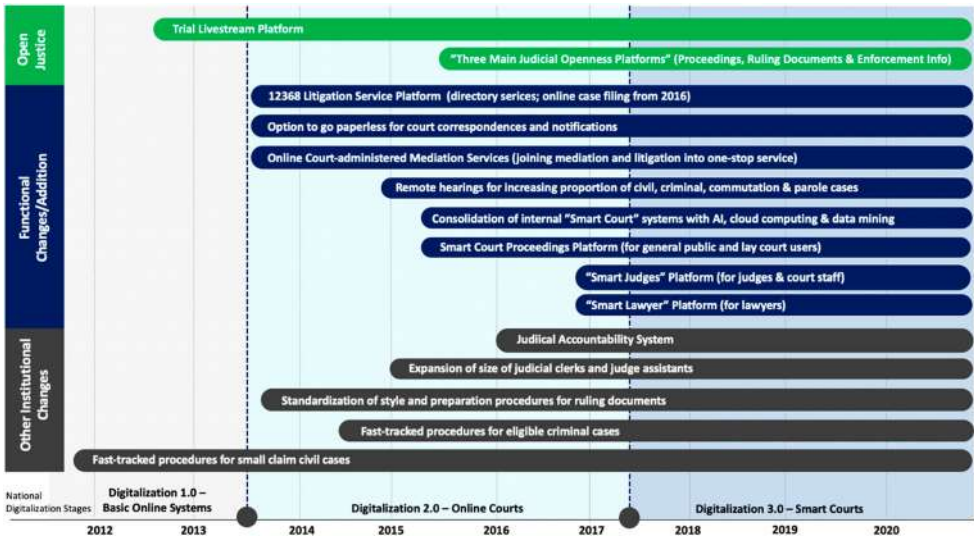 Open
Justice
Trial Livestream Platform
"Three Main Judicial Openness Platforms" (Proceedings, Ruling Documents & Enforcement Info)
Functional
Changes/Addition
12368 Litigation Service Platform (directory serices; online case filing from 2016)
Option to go paperless for court correspondences and notifications
Online Court-administered Mediation Services (joining mediation and litigation into one-stop service)
Remote hearings for increasing proportion of civil, criminal, commutation & parole cases
Consolidation of internal "Smart Court" systems with AI, cloud computing & data mining
Smart Court Proceedings Platform (for general public and lay court users)
"Smart Judges" Platform (for judges & court staff)
"Smart Lawyer" Platform (for lawyers)
Other Institutional
Changes
Judiical Accountability System
Expansion of size of judicial clerks and judge assistants
Standardization of style and preparation procedures for ruling documents
Fast-tracked procedures for eligible criminal cases
Fast-tracked procedures for small claim civil cases
National
Digitalization Stages
Digitalization 1.0 –
Basic Online Systems
Digitalization 2.0 – Online Courts
Digitalization 3.0 – Smart Courts
2012 2013 2014 2015 2016 2017 2018 2019 2020